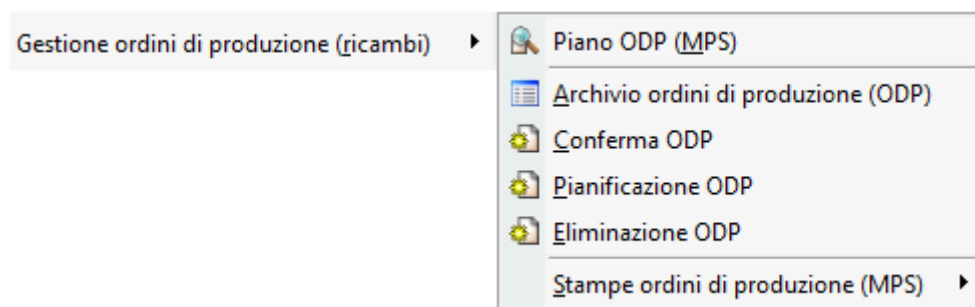 Gestione ordini di produzione (ricambi)
Piano ODP (MPS)
Archivio ordini di produzione (ODP)
Conferma ODP
Pianificazione ODP
Eliminazione ODP
Stampe ordini di produzione (MPS)